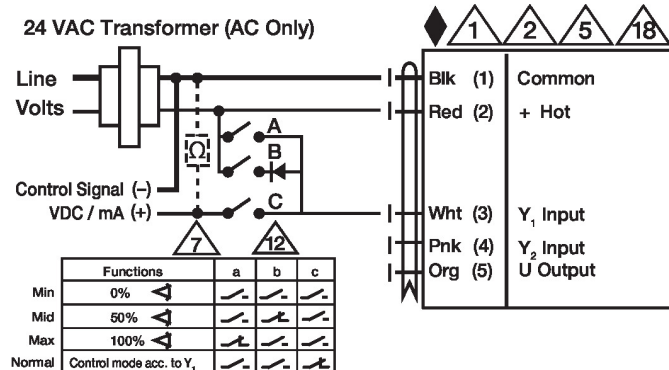 24 VAC Transformer (AC Only)
1 2 5 18
Line
Volts
Blk (1) Common
Red (2) + Hot
A
B
Ω
Control Signal (–)
VDC / mA (+)
C
Wht (3) Y₁ Input
Pnk (4) Y₂ Input
Org (5) U Output
7 12
Functions a b c
Min 0%
Mid 50%
Max 100%
Normal Control mode acc. to Y₁